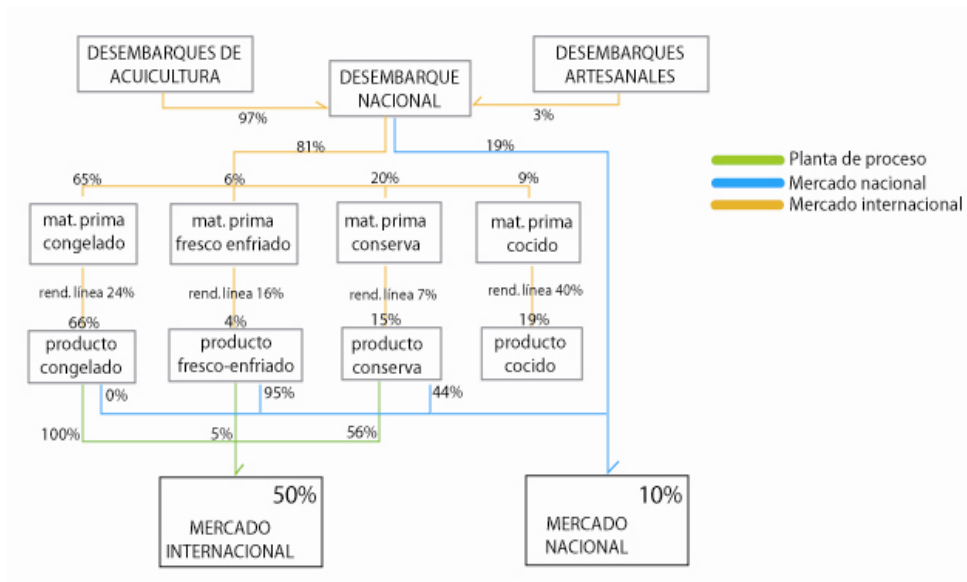 DESEMBARQUES DE
ACUICULTURA
DESEMBARQUE
NACIONAL
DESEMBARQUES
ARTESANALES
97%
3%
81%
19%
65%
6%
20%
9%
Planta de proceso
Mercado nacional
Mercado internacional
mat. prima
congelado
mat. prima
fresco enfriado
mat. prima
conserva
mat. prima
cocido
rend. línea 24%
rend. línea 16%
rend. línea 7%
rend. línea 40%
66%
4%
15%
19%
producto
congelado
producto
fresco-enfriado
producto
conserva
producto
cocido
0%
95%
44%
100%
5%
56%
50%
MERCADO
INTERNACIONAL
10%
MERCADO
NACIONAL